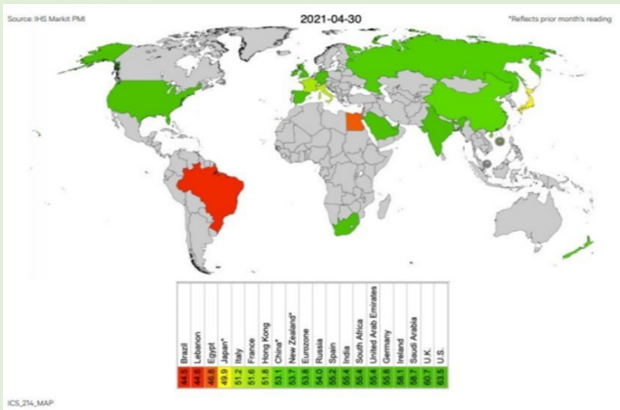 Source: IHS Markit PMI
2021-04-30
*Reflects prior month's reading
44.5 Brazil
44.6 Lebanon
46.6 Egypt
49.9 Japan*
51.2 Italy
51.6 France
51.6 Hong Kong
53.1 China*
53.7 New Zealand*
53.8 Eurozone
54.0 Russia
55.2 Spain
55.4 India
55.4 South Africa
55.4 United Arab Emirates
55.8 Germany
58.1 Ireland
58.7 Saudi Arabia
60.7 U.K.
63.5 U.S.
ICS_214_MAP